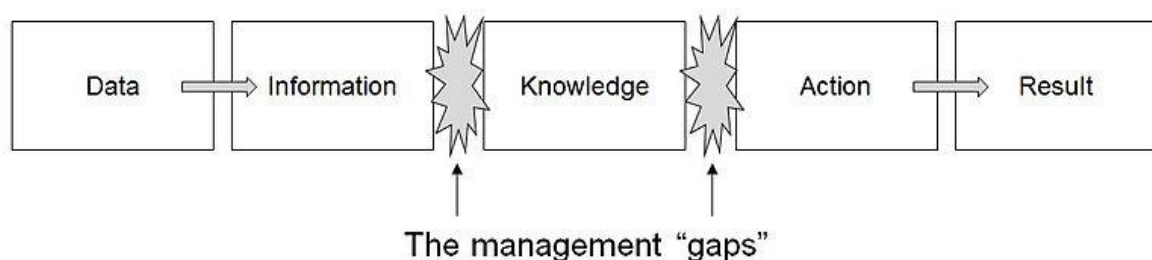 Data Information Knowledge Action Result
The management “gaps”